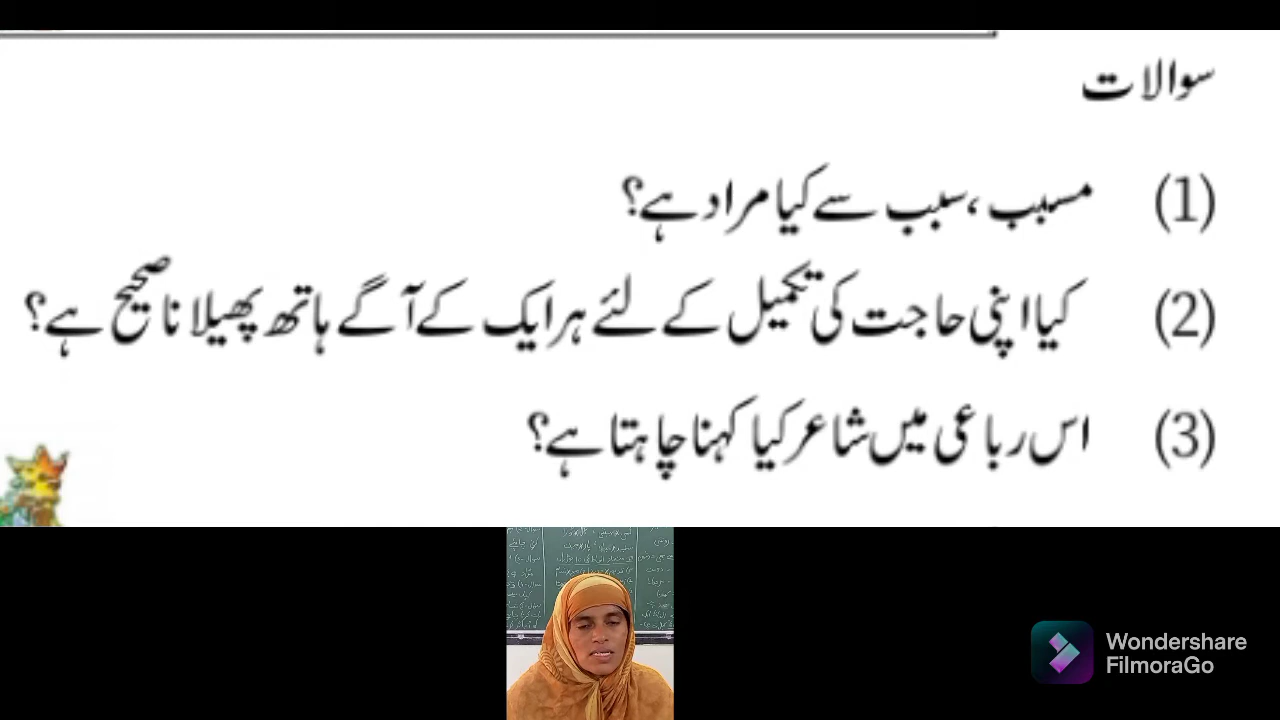 سوالات
(1) مسبب، سبب سے کیا مراد ہے؟
(2) کیا اپنی حاجت کی تکمیل کے لئے ہر ایک کے آگے ہاتھ پھیلانا صحیح ہے؟
(3) اس رباعی میں شاعر کیا کہنا چاہتا ہے؟
Wondershare
FilmoraGo